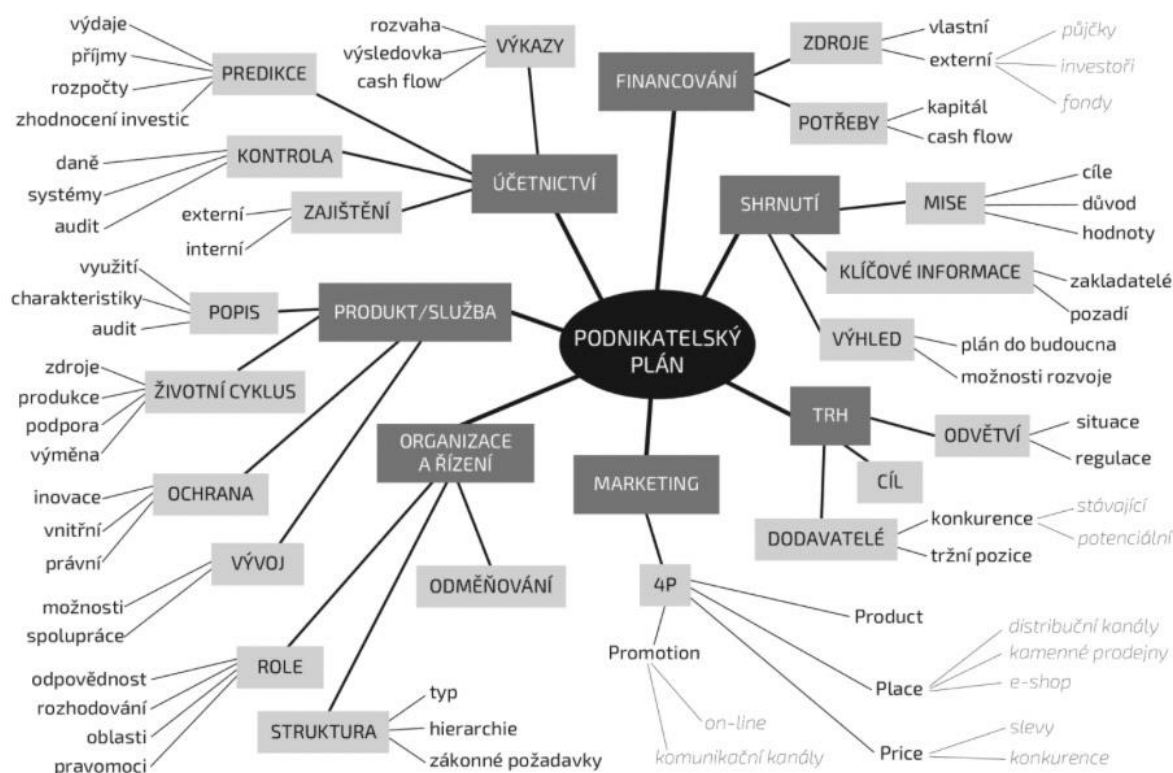 PODNIKATELSKÝ
PLÁN
ÚČETNICTVÍ
PREDIKCE
výdaje
příjmy
rozpočty
zhodnocení investic
VÝKAZY
rozvaha
výsledovka
cash flow
KONTROLA
daně
systémy
audit
ZAJIŠTĚNÍ
externí
interní
FINANCOVÁNÍ
ZDROJE
vlastní
externí
půjčky
investoři
fondy
POTŘEBY
kapitál
cash flow
SHRNUTÍ
MISE
cíle
důvod
hodnoty
KLÍČOVÉ INFORMACE
zakladatelé
pozadí
VÝHLED
plán do budoucna
možnosti rozvoje
PRODUKT/SLUŽBA
POPIS
využití
charakteristiky
audit
ŽIVOTNÍ CYKLUS
zdroje
produkce
podpora
výměna
OCHRANA
inovace
vnitřní
právní
VÝVOJ
možnosti
spolupráce
ORGANIZACE
A ŘÍZENÍ
ROLE
odpovědnost
rozhodování
oblasti
pravomoci
STRUKTURA
typ
hierarchie
zákonné požadavky
ODMĚŇOVÁNÍ
MARKETING
4P
Promotion
on-line
komunikační kanály
Product
Place
distribuční kanály
kamenné prodejny
e-shop
Price
slevy
konkurence
TRH
ODVĚTVÍ
situace
regulace
CÍL
DODAVATELÉ
konkurence
stávající
potenciální
tržní pozice